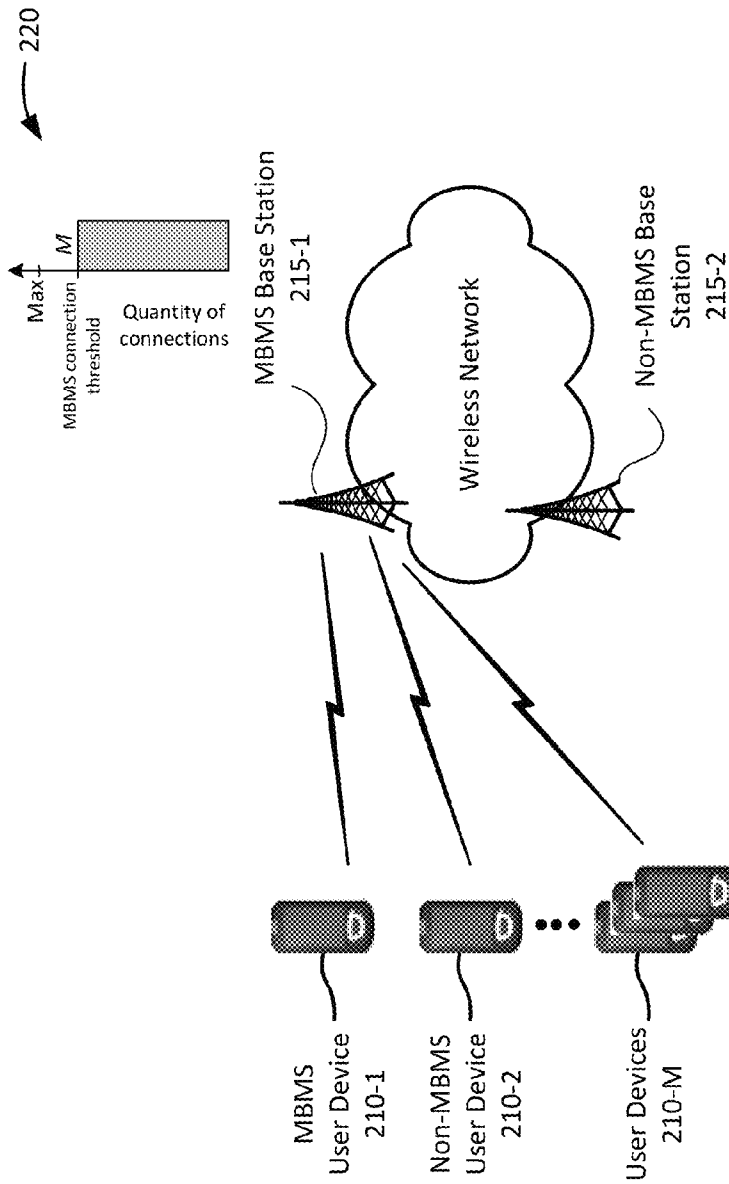 220
Max
M
MBMS connection
threshold
Quantity of
connections
MBMS Base Station
215-1
Wireless Network
Non-MBMS Base
Station
215-2
MBMS
User Device
210-1
Non-MBMS
User Device
210-2
User Devices
210-M